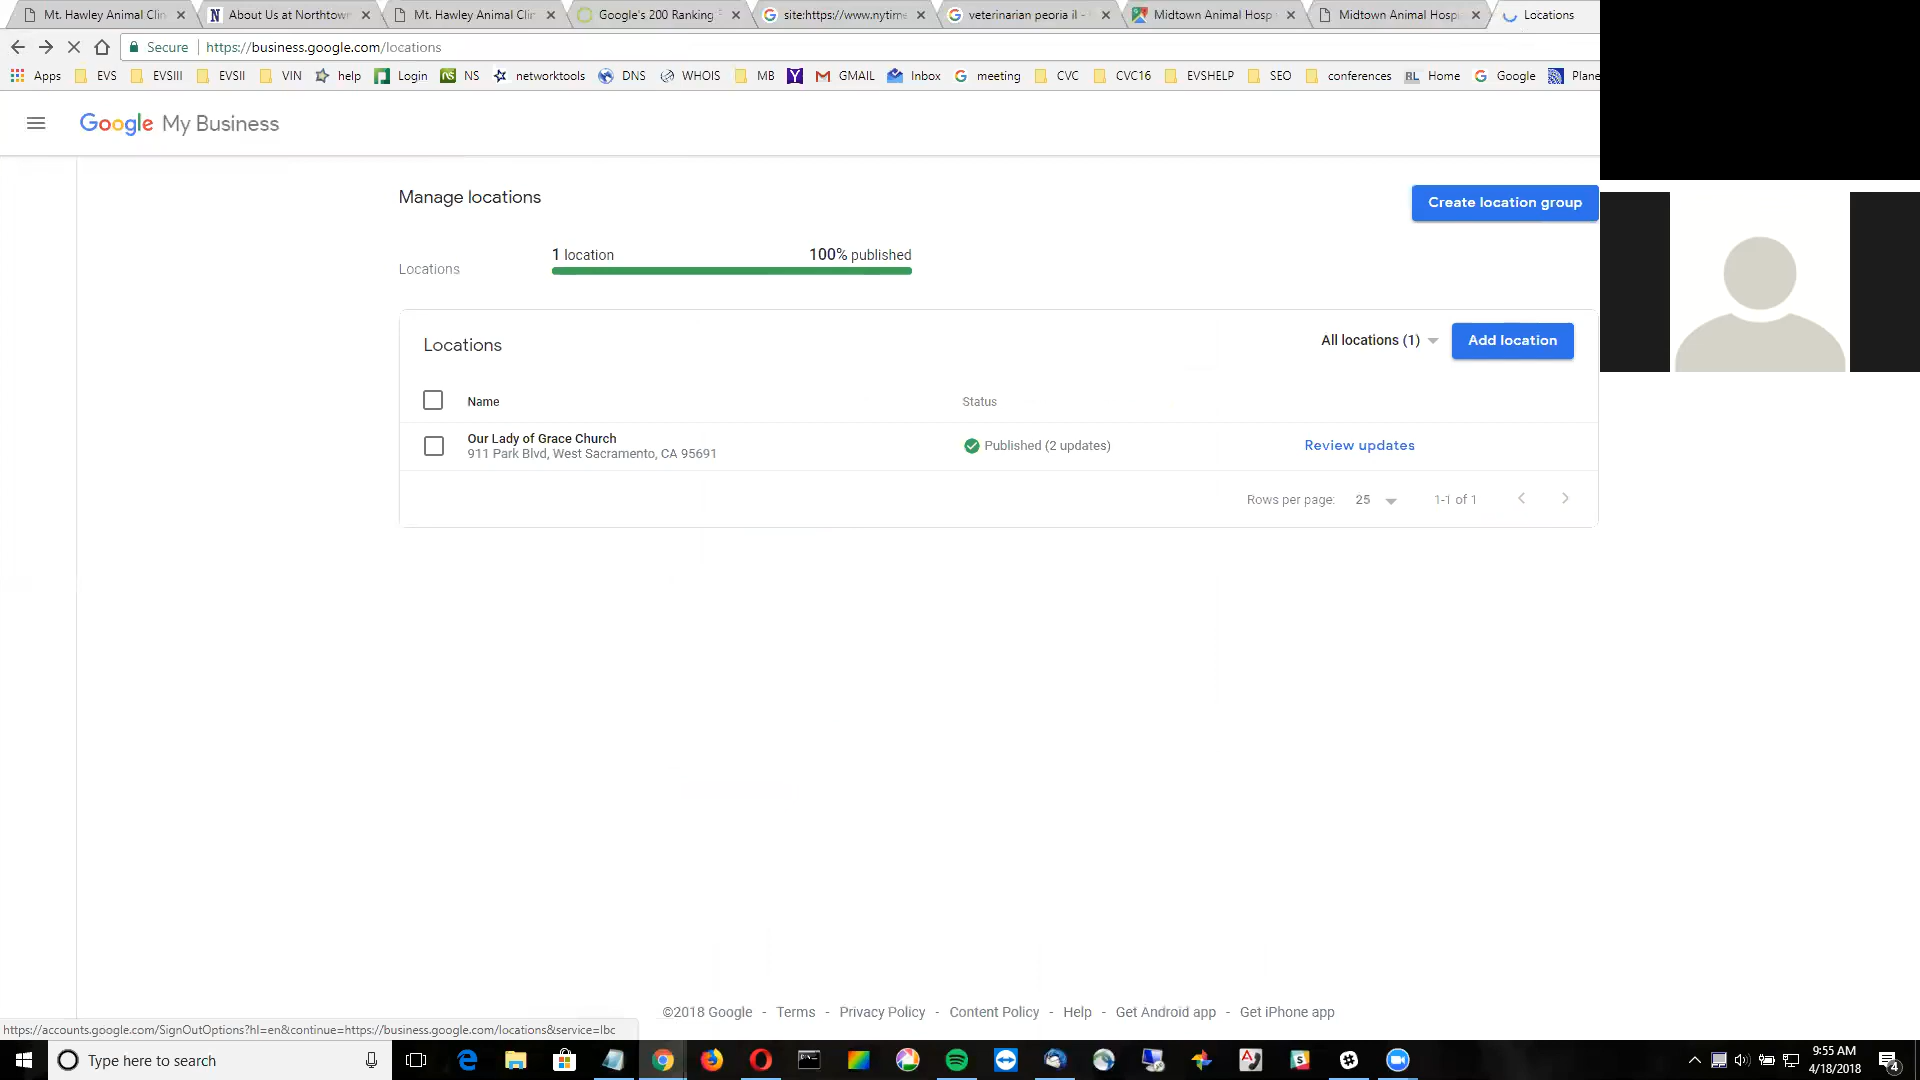 Mt. Hawley Animal Clin
About Us at Northtown
Mt. Hawley Animal Clin
Google's 200 Ranking
site:https://www.nytime
veterinarian peoria il -
Midtown Animal Hosp
Midtown Animal Hospi
Locations
Secure
https://business.google.com/locations
Apps
EVS
EVSIII
EVSII
VIN
help
Login
NS
networktools
DNS
WHOIS
MB
GMAIL
Inbox
meeting
CVC
CVC16
EVSHELP
SEO
conferences
RL
Home
Google
Plane
Google My Business
Manage locations
Create location group
Locations
1 location
100% published
Locations
All locations (1)
Add location
Name
Status
Our Lady of Grace Church
911 Park Blvd, West Sacramento, CA 95691
Published (2 updates)
Review updates
Rows per page:
25
1-1 of 1
©2018 Google - Terms - Privacy Policy - Content Policy - Help - Get Android app - Get iPhone app
https://accounts.google.com/SignOutOptions?hl=en&continue=https://business.google.com/locations&service=lbc
Type here to search
9:55 AM
4/18/2018
4